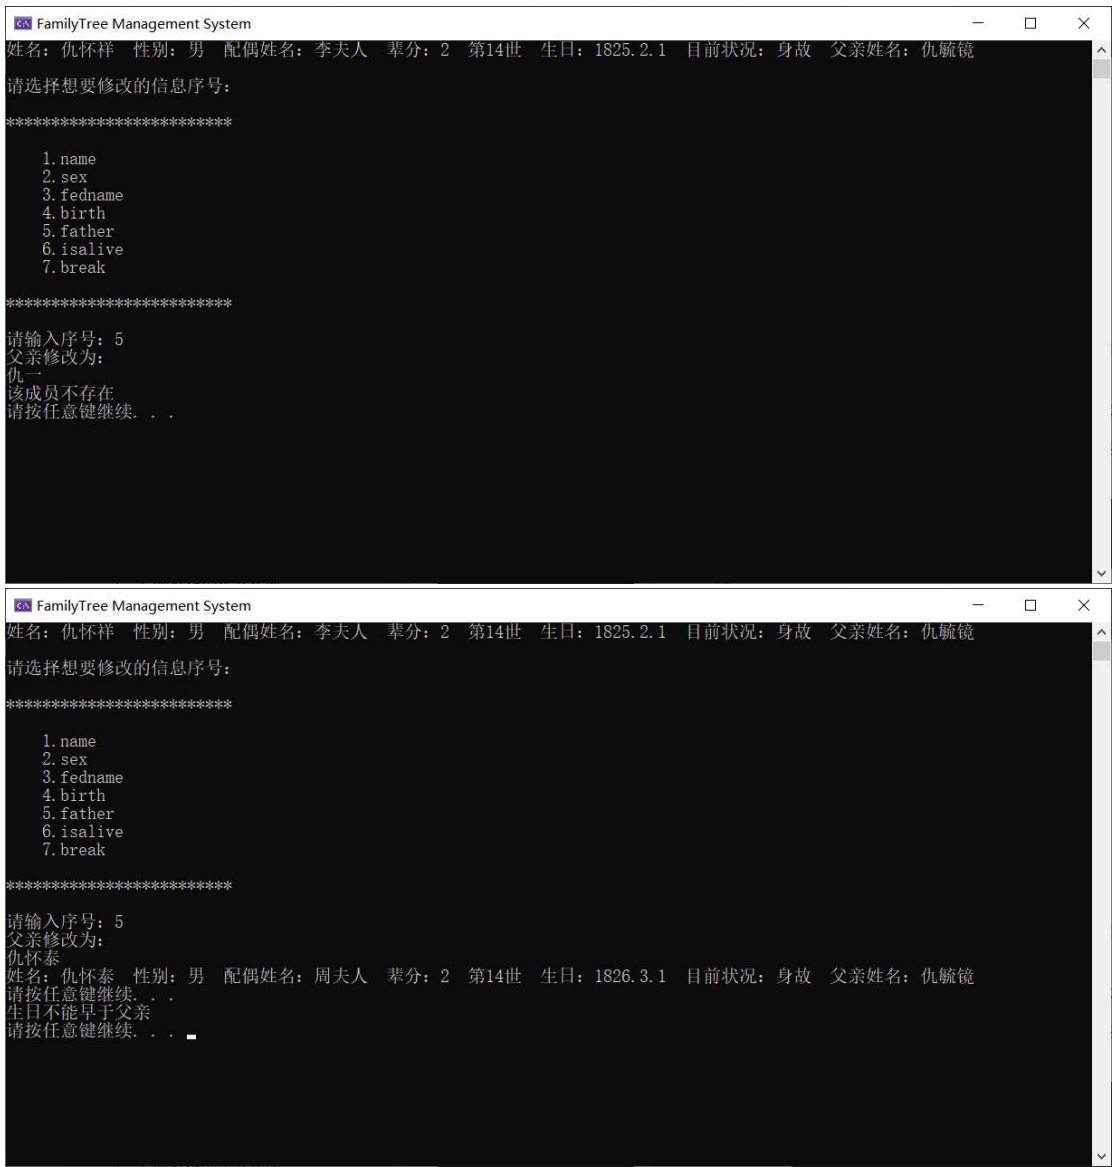 FamilyTree Management System
姓名：仇怀祥 性别：男 配偶姓名：李夫人 辈分：2 第14世 生日：1825.2.1 目前状况：身故 父亲姓名：仇毓镜
请选择想要修改的信息序号：
*************************
1.name
2.sex
3.fedname
4.birth
5.father
6.isalive
7.break
*************************
请输入序号：5
父亲修改为：
仇一
该成员不存在
请按任意键继续. . .
FamilyTree Management System
姓名：仇怀祥 性别：男 配偶姓名：李夫人 辈分：2 第14世 生日：1825.2.1 目前状况：身故 父亲姓名：仇毓镜
请选择想要修改的信息序号：
*************************
1.name
2.sex
3.fedname
4.birth
5.father
6.isalive
7.break
*************************
请输入序号：5
父亲修改为：
仇怀泰
姓名：仇怀泰 性别：男 配偶姓名：周夫人 辈分：2 第14世 生日：1826.3.1 目前状况：身故 父亲姓名：仇毓镜
请按任意键继续. . .
生日不能早于父亲
请按任意键继续. . .